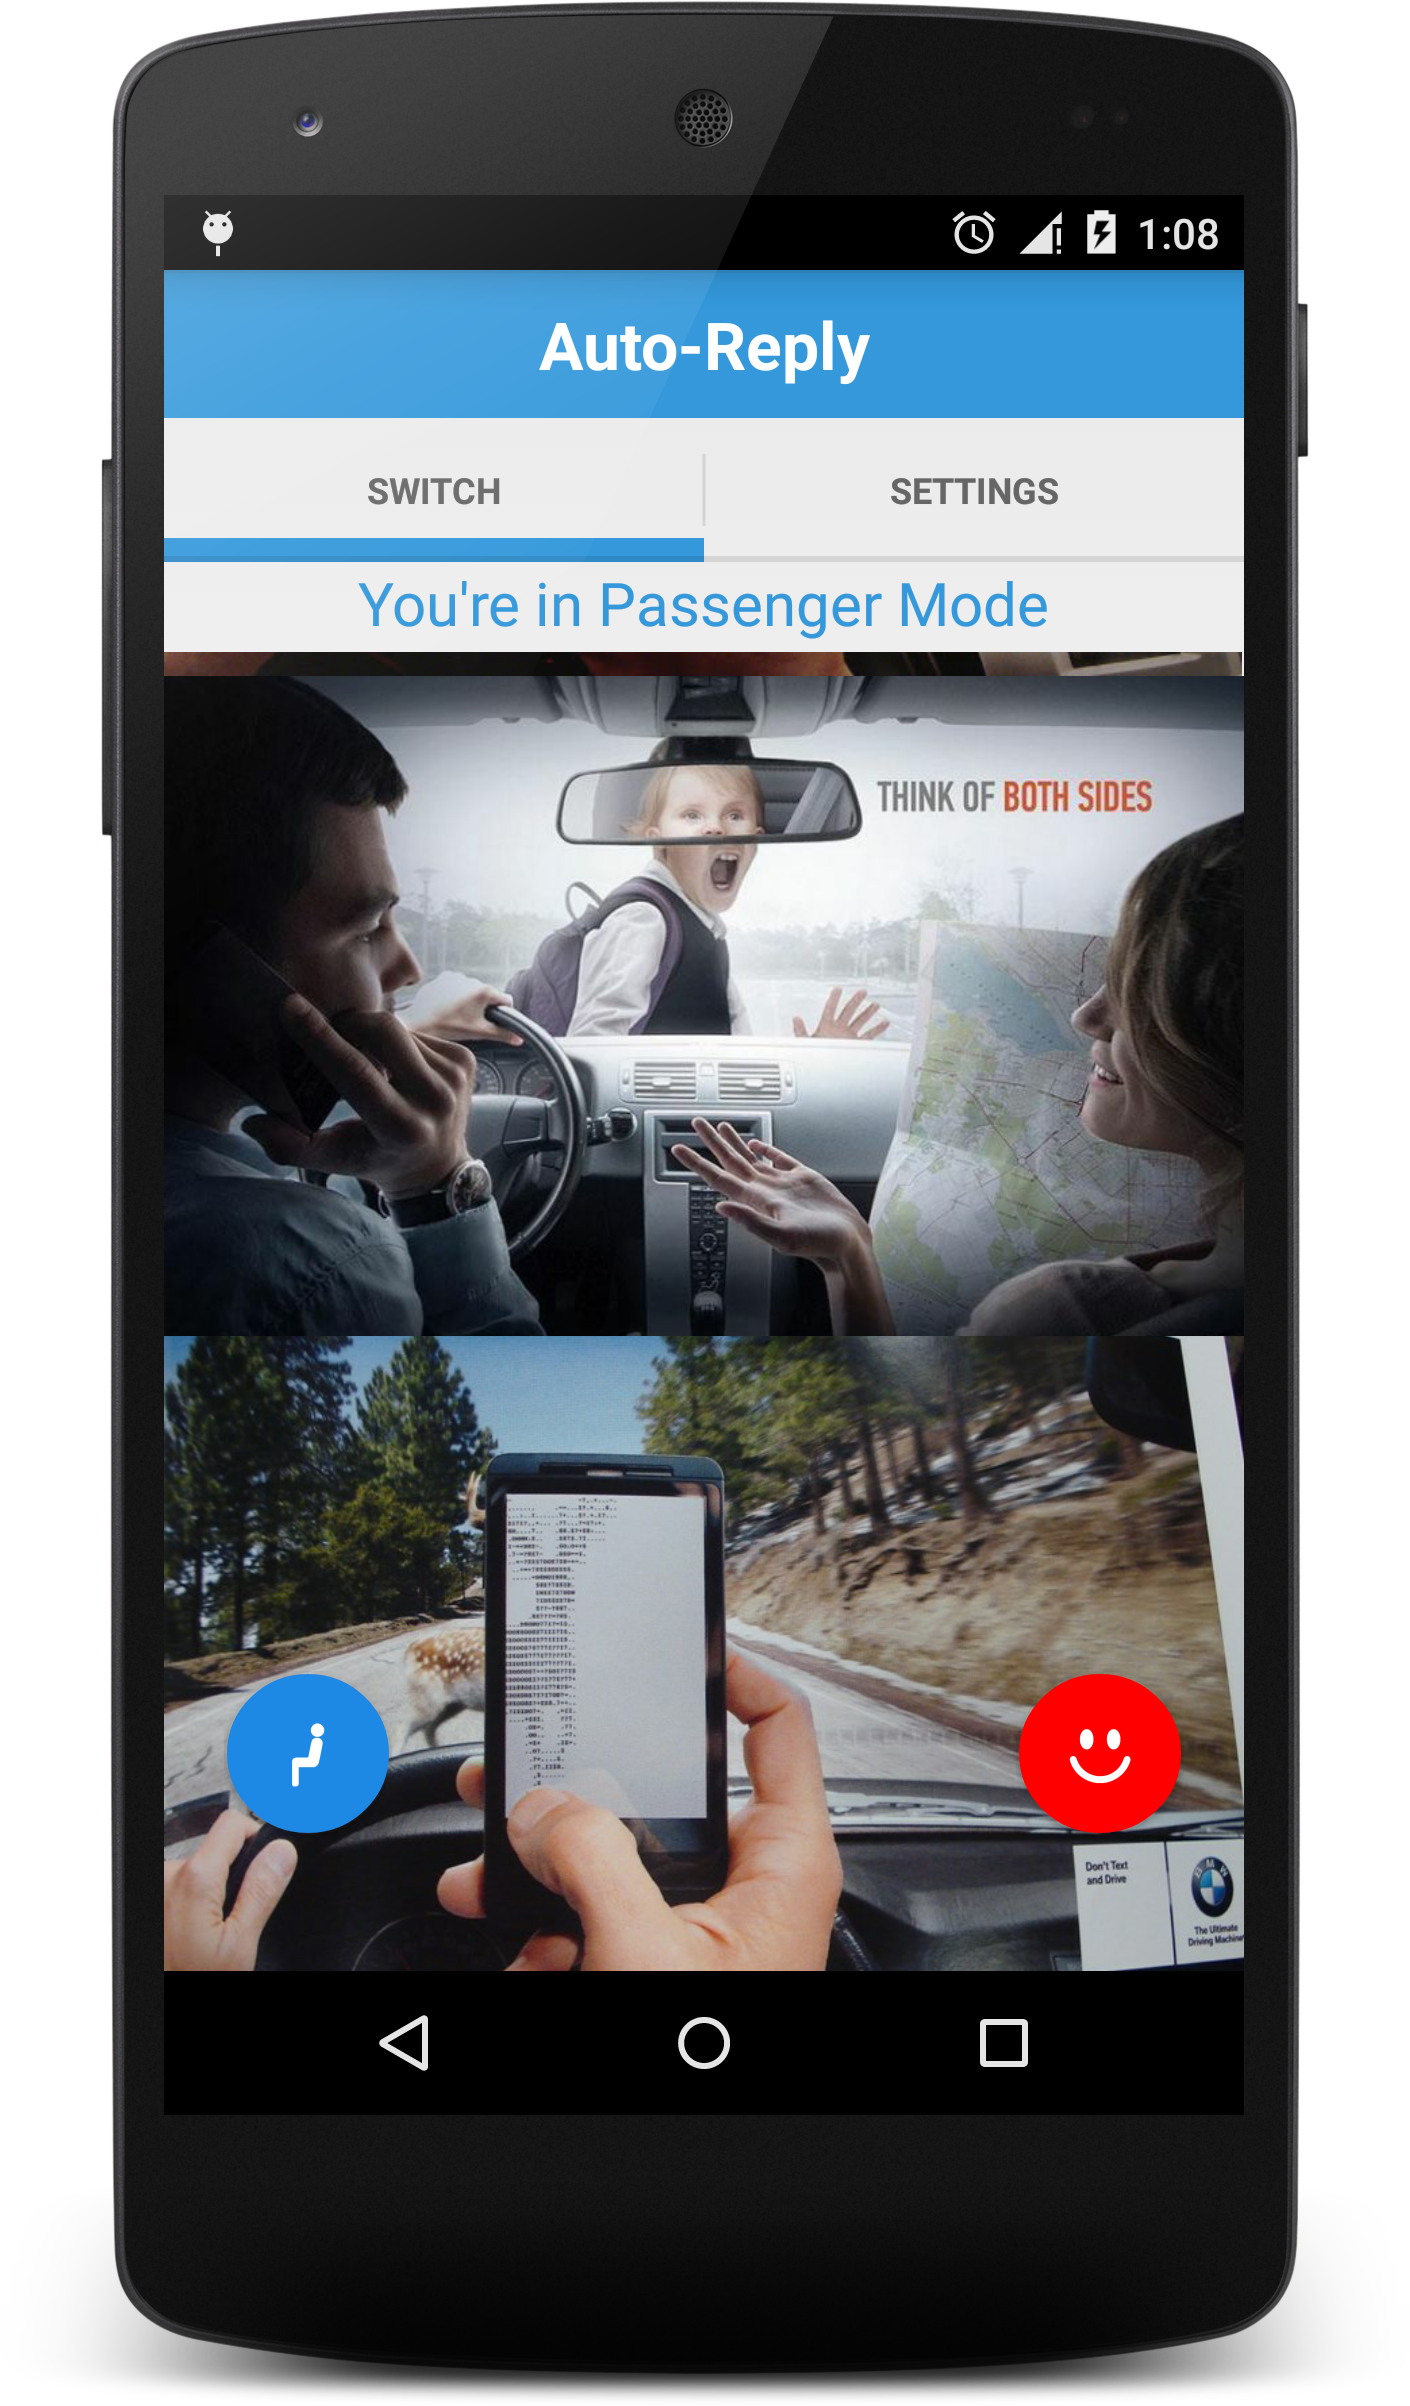 1:08
Auto-Reply
SWITCH
SETTINGS
You're in Passenger Mode
THINK OF BOTH SIDES
Don't Text
and Drive
BMW
The Ultimate
Driving Machine